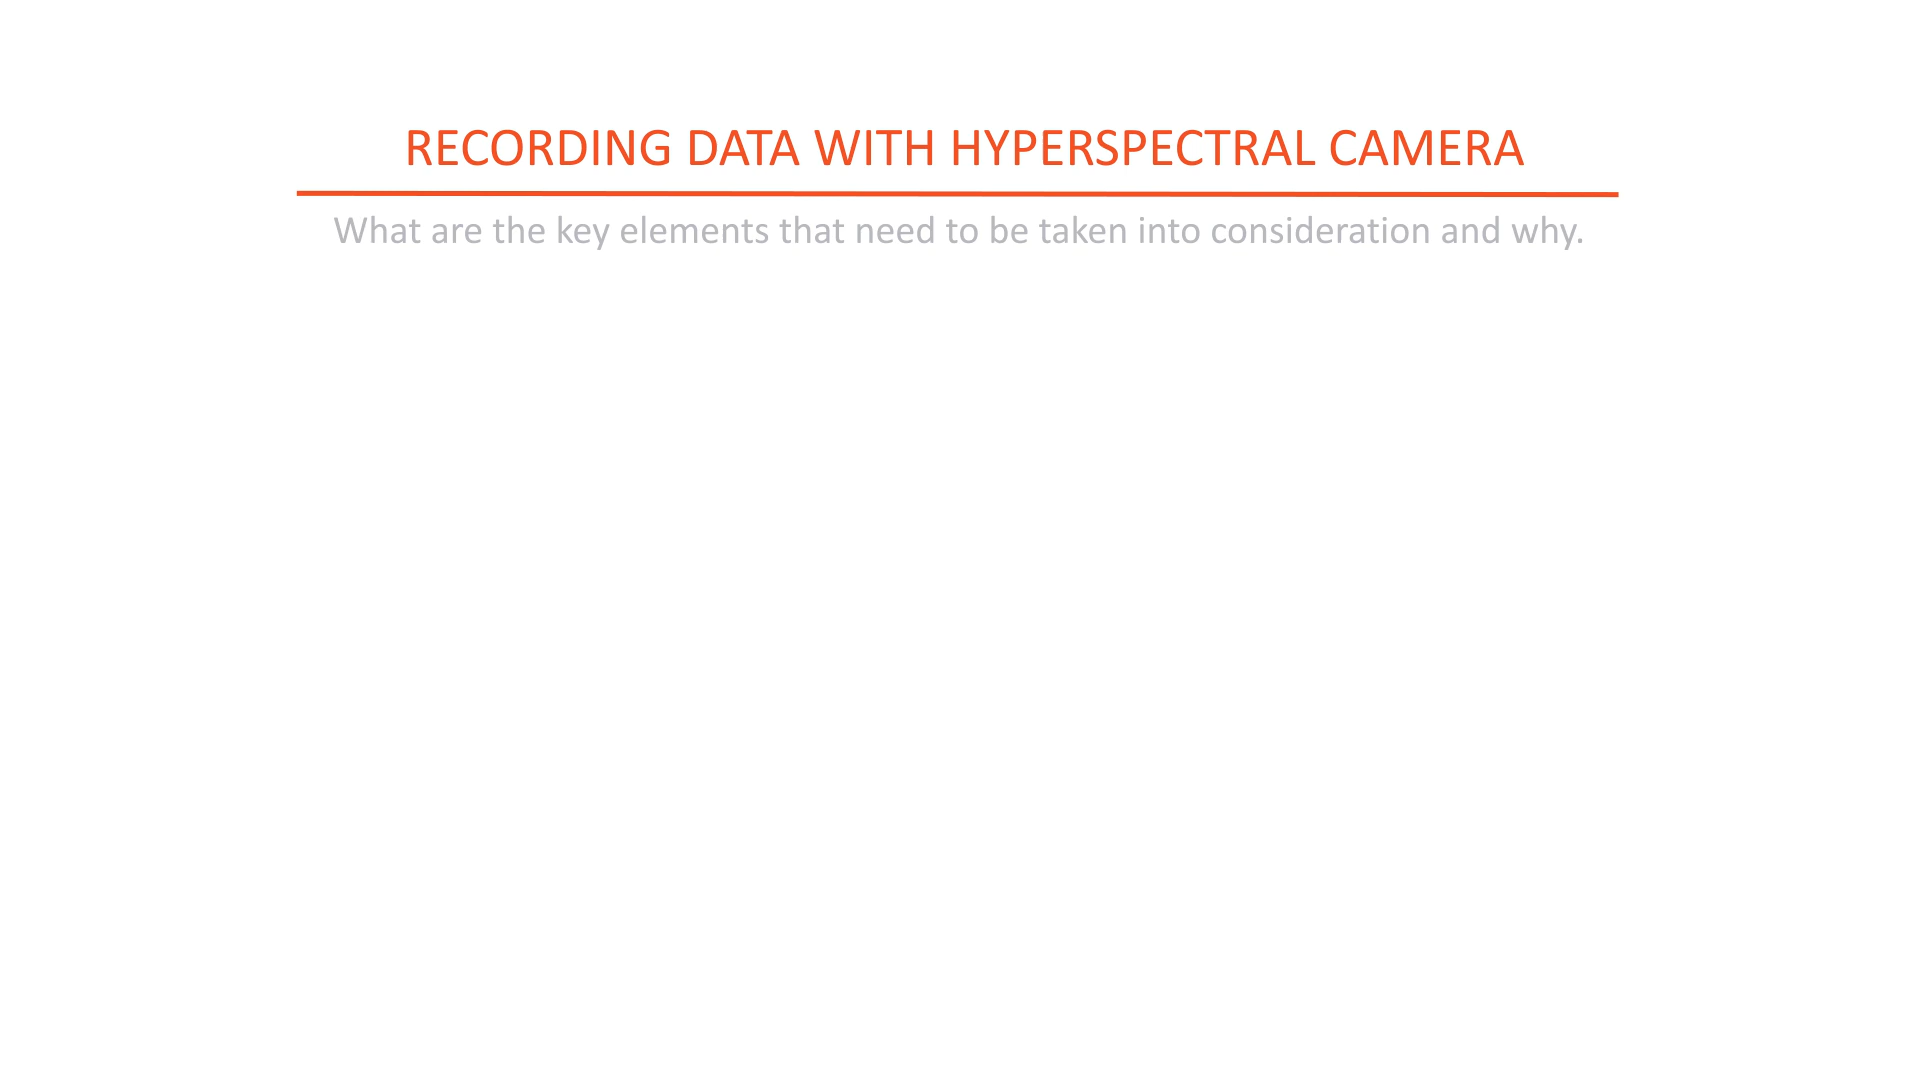 RECORDING DATA WITH HYPERSPECTRAL CAMERA
What are the key elements that need to be taken into consideration and why.